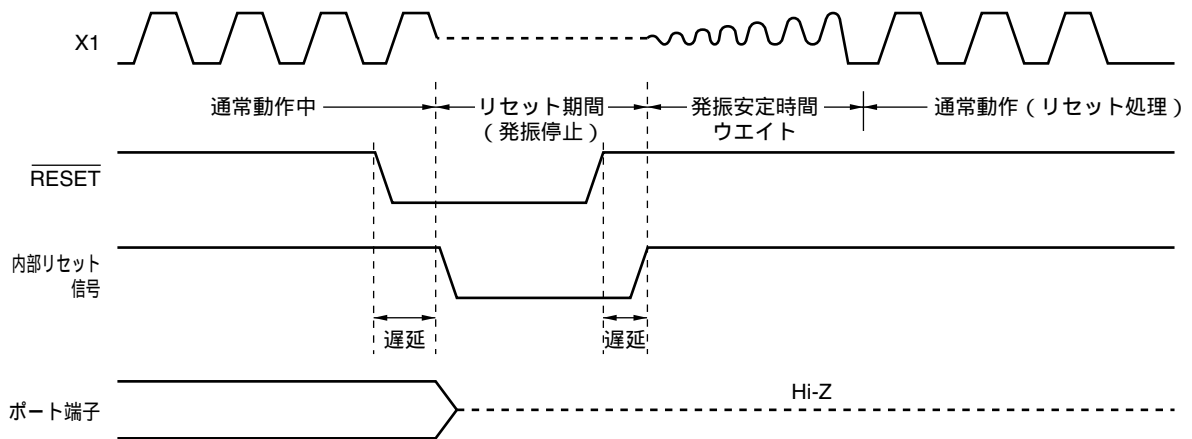 X1
通常動作中
リセット期間
（発振停止）
発振安定時間
ウエイト
通常動作（リセット処理）
RESET
内部リセット
信号
遅延
遅延
ポート端子
Hi-Z